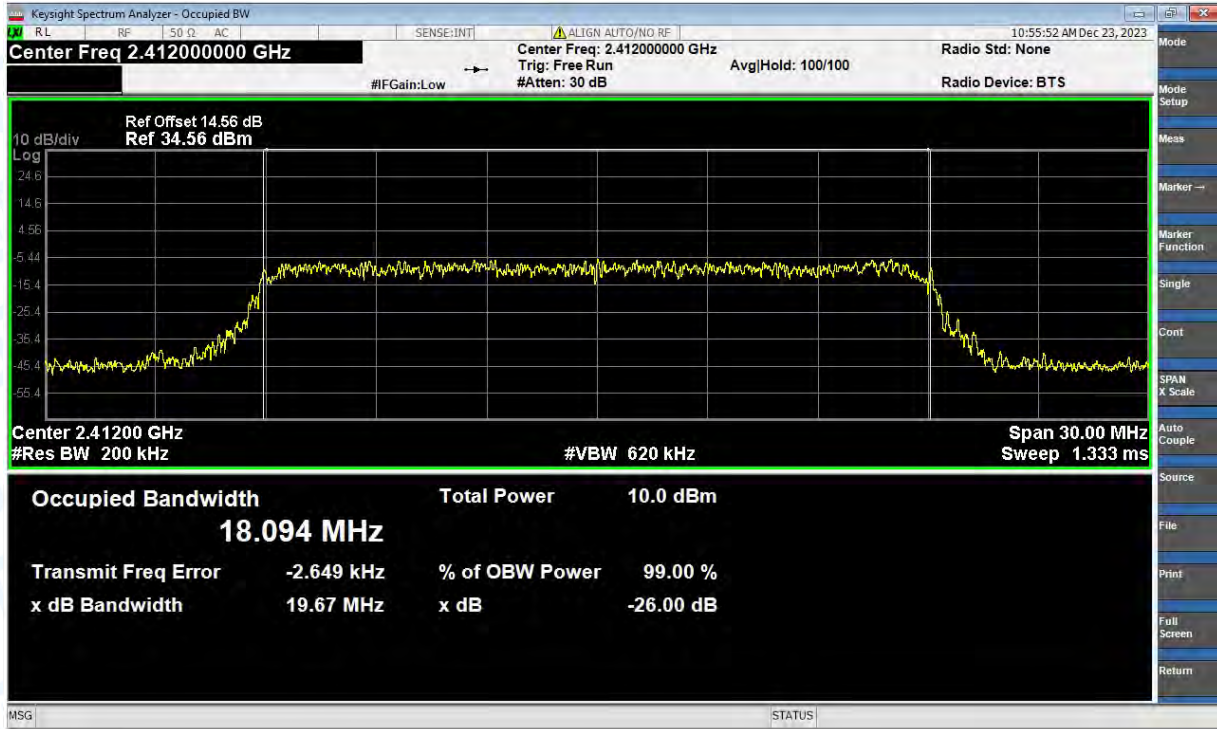 Keysight Spectrum Analyzer - Occupied BW
LXI RL RF 50 Ω AC SENSE:INT ALIGN AUTO/NO RF 10:55:52 AM Dec 23, 2023
Center Freq 2.412000000 GHz
Center Freq: 2.412000000 GHz
Radio Std: None
Trig: Free Run Avg|Hold: 100/100
#IFGain:Low #Atten: 30 dB Radio Device: BTS
Ref Offset 14.56 dB
10 dB/div Ref 34.56 dBm
Log
24.6
14.6
4.56
-5.44
-15.4
-25.4
-35.4
-45.4
-55.4
Center 2.41200 GHz Span 30.00 MHz
#Res BW 200 kHz #VBW 620 kHz Sweep 1.333 ms
Occupied Bandwidth Total Power 10.0 dBm
18.094 MHz
Transmit Freq Error -2.649 kHz % of OBW Power 99.00 %
x dB Bandwidth 19.67 MHz x dB -26.00 dB
MSG STATUS
Mode
Mode
Setup
Meas
Marker→
Marker
Function
Single
Cont
SPAN
X Scale
Auto
Couple
Source
File
Print
Full
Screen
Return